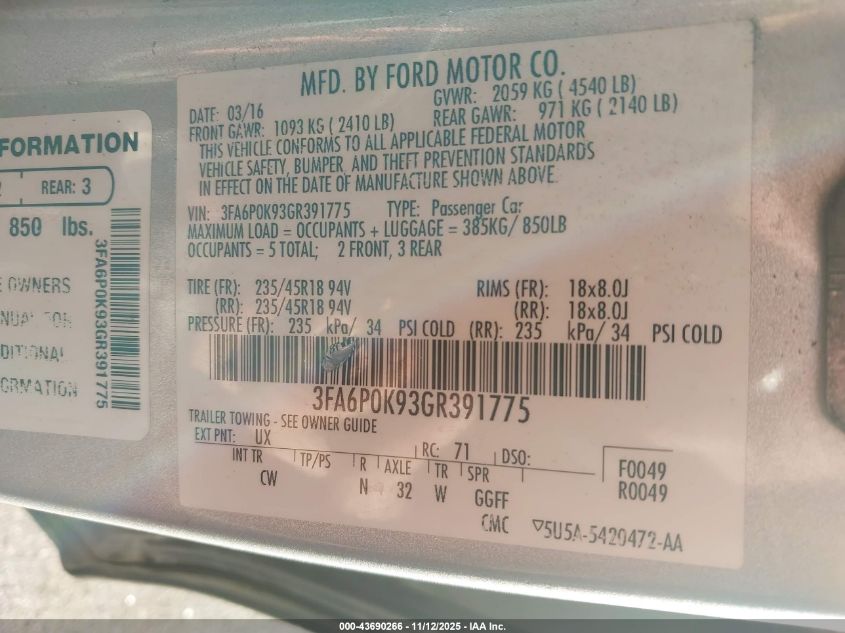 MFD. BY FORD MOTOR CO.
DATE: 03/16
GVWR: 2059 KG ( 4540 LB)
FRONT GAWR: 1093 KG ( 2410 LB)
REAR GAWR: 971 KG ( 2140 LB)
THIS VEHICLE CONFORMS TO ALL APPLICABLE FEDERAL MOTOR
VEHICLE SAFETY, BUMPER, AND THEFT PREVENTION STANDARDS
IN EFFECT ON THE DATE OF MANUFACTURE SHOWN ABOVE.
VIN: 3FA6P0K93GR391775 TYPE: Passenger Car
MAXIMUM LOAD = OCCUPANTS + LUGGAGE = 385KG/ 850LB
OCCUPANTS = 5 TOTAL; 2 FRONT, 3 REAR
TIRE (FR): 235/45R18 94V RIMS (FR): 18x8.0J
(RR): 235/45R18 94V (RR): 18x8.0J
PRESSURE (FR): 235 kPa/ 34 PSI COLD (RR): 235 kPa/ 34 PSI COLD
3FA6P0K93GR391775
TRAILER TOWING - SEE OWNER GUIDE
EXT PNT: UX RC: 71 DSO:
INT TR TP/PS R AXLE TR SPR
CW N 32 W GGFF
F0049
R0049
CMC ▽5U5A-5420472-AA
FORMATION
REAR: 3
850 lbs.
OWNERS
3FA6P0K93GR391775
000-43690266 - 11/12/2025 - IAA Inc.